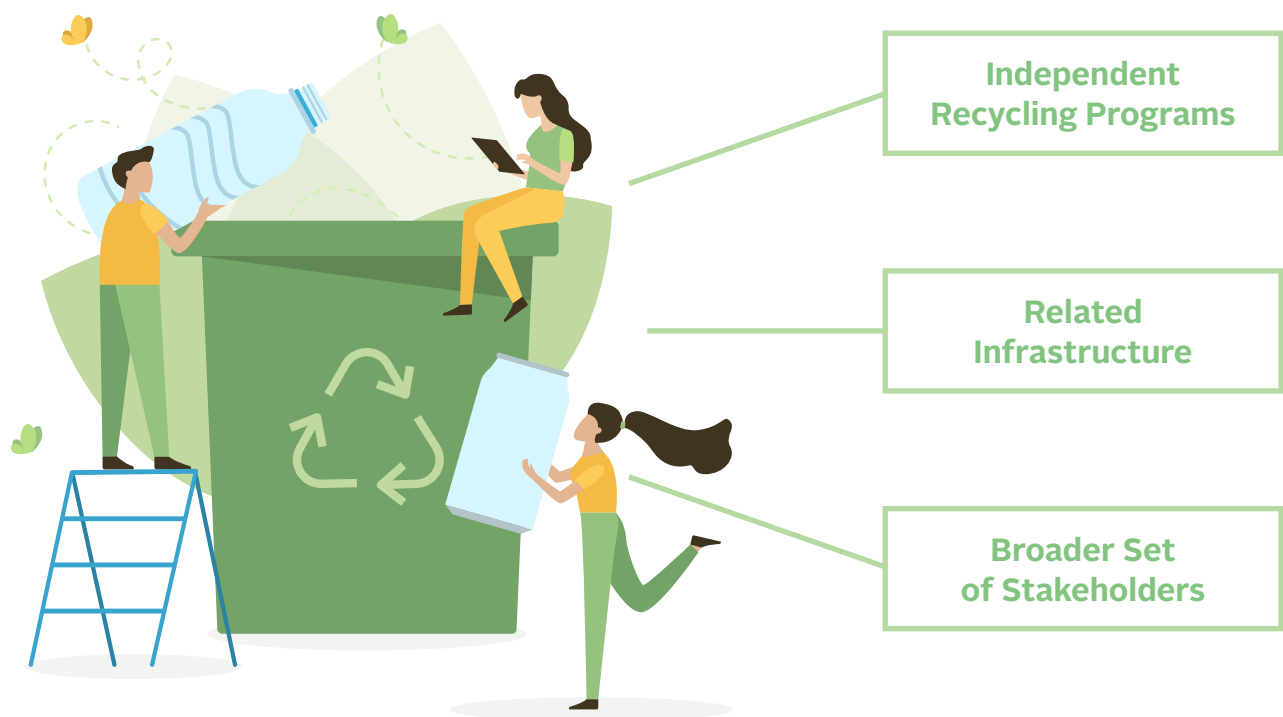 Independent
Recycling Programs
Related
Infrastructure
Broader Set
of Stakeholders